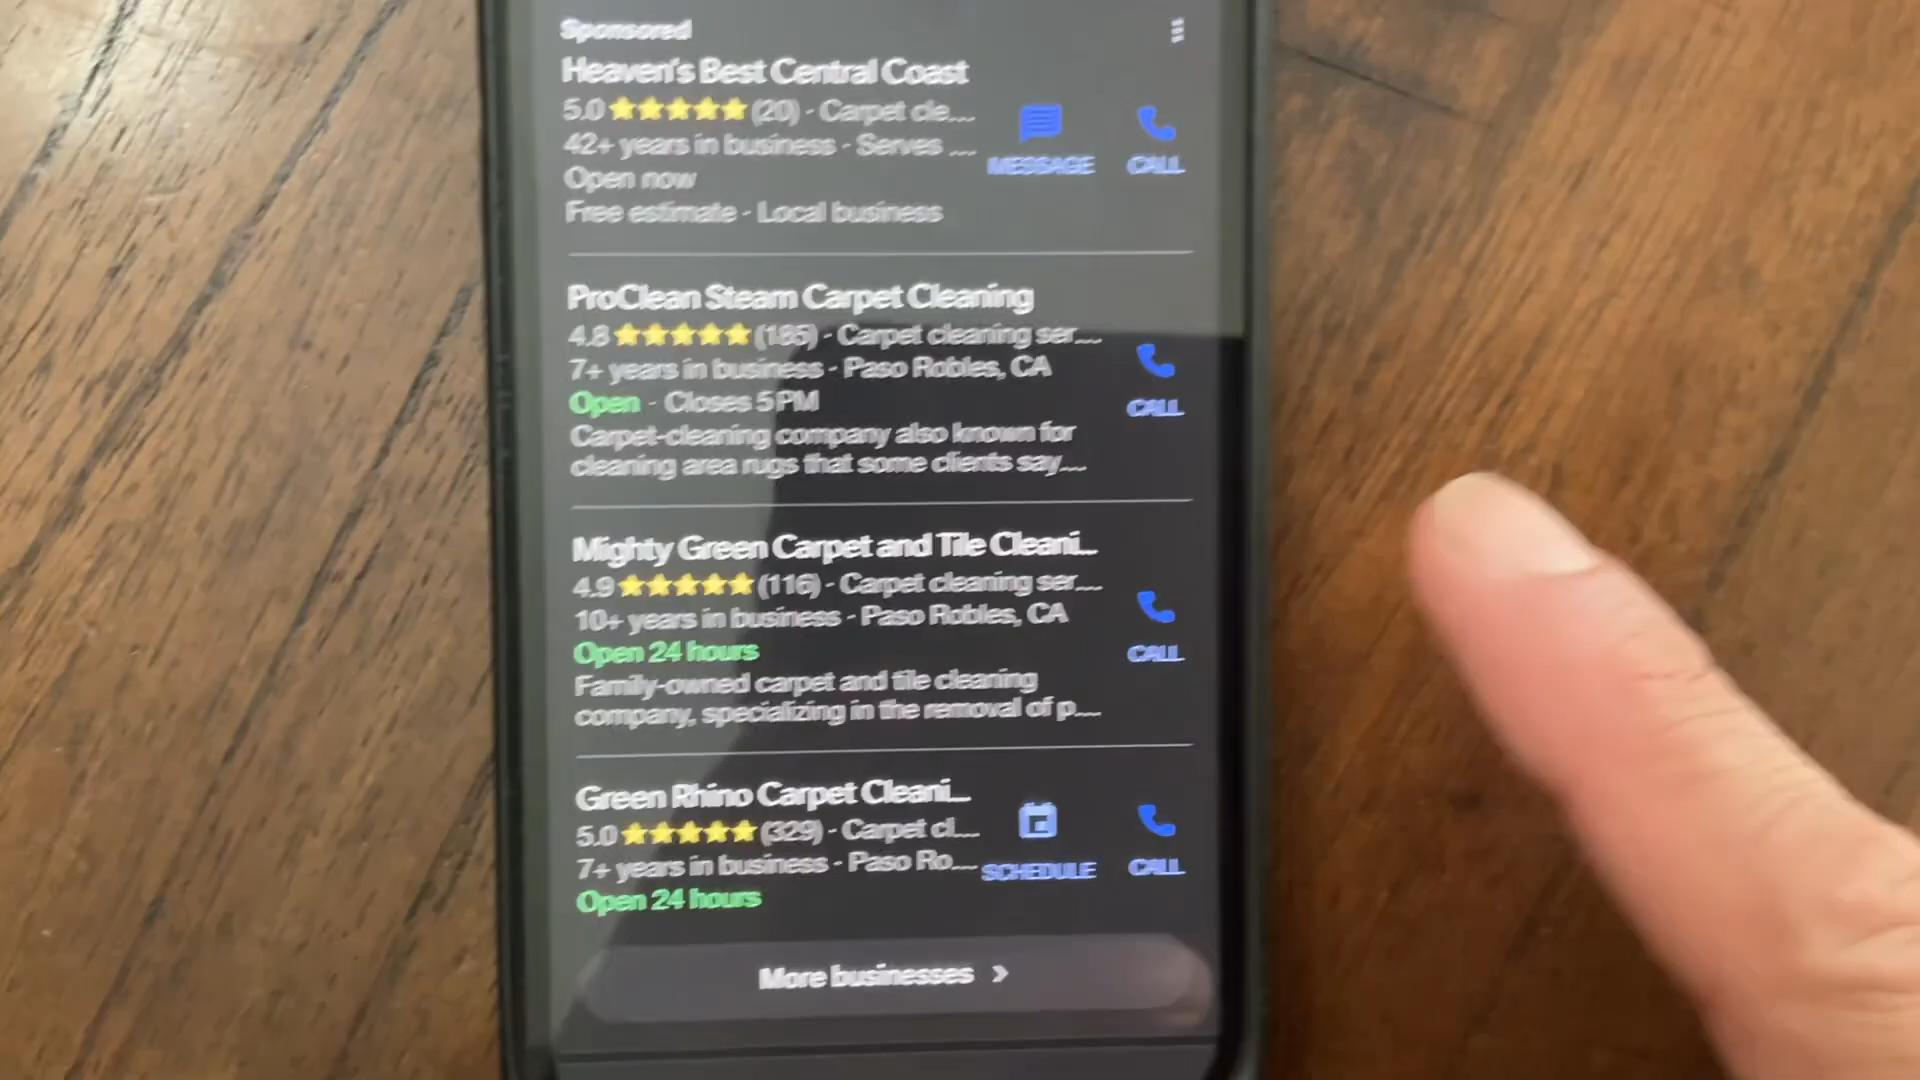 Sponsored
Heaven's Best Central Coast
5.0 ★★★★★ (20) · Carpet cle...
42+ years in business · Serves ...
Open now
Free estimate · Local business
MESSAGE
CALL
ProClean Steam Carpet Cleaning
4.8 ★★★★★ (185) · Carpet cleaning ser...
7+ years in business · Paso Robles, CA
Open · Closes 5 PM
Carpet-cleaning company also known for
cleaning area rugs that some clients say...
CALL
Mighty Green Carpet and Tile Cleani...
4.9 ★★★★★ (116) · Carpet cleaning ser...
10+ years in business · Paso Robles, CA
Open 24 hours
Family-owned carpet and tile cleaning
company, specializing in the removal of p...
CALL
Green Rhino Carpet Cleani...
5.0 ★★★★★ (329) · Carpet cl...
7+ years in business · Paso Ro...
Open 24 hours
SCHEDULE
CALL
More businesses >